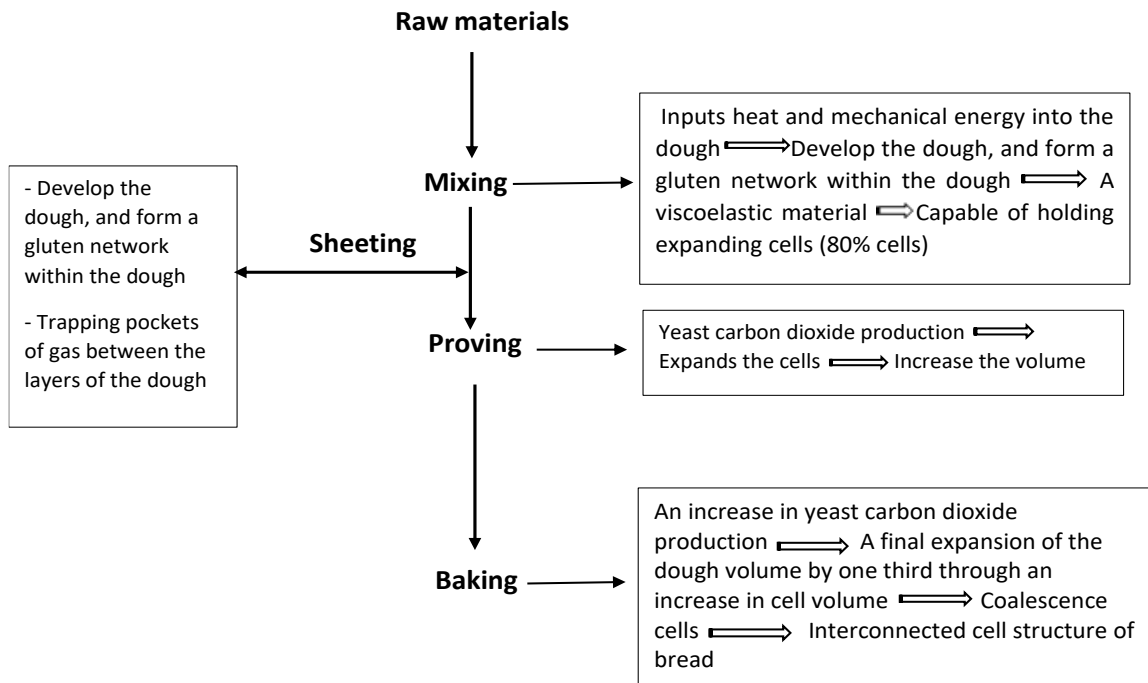 Raw materials
Inputs heat and mechanical energy into the
dough Develop the dough, and form a
gluten network within the dough A
viscoelastic material Capable of holding
expanding cells (80% cells)
Mixing
- Develop the
dough, and form a
gluten network
within the dough
- Trapping pockets
of gas between the
layers of the dough
Sheeting
Proving
Yeast carbon dioxide production
Expands the cells Increase the volume
Baking
An increase in yeast carbon dioxide
production A final expansion of the
dough volume by one third through an
increase in cell volume Coalescence
cells Interconnected cell structure of
bread